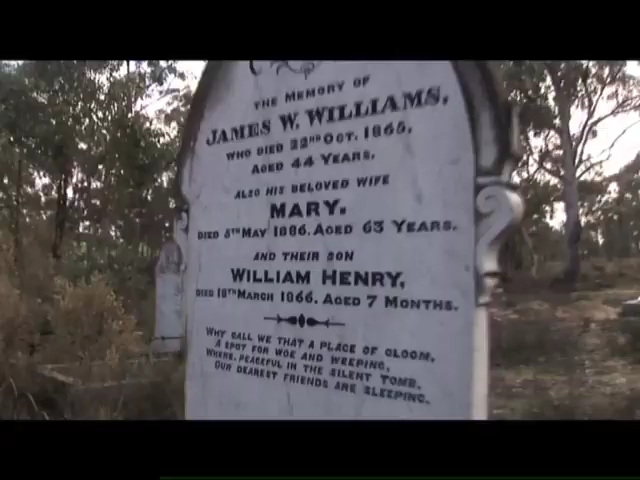 THE MEMORY OF
JAMES W. WILLIAMS,
WHO DIED 22ND OCT. 1865,
AGED 44 YEARS,
ALSO HIS BELOVED WIFE
MARY.
DIED 5TH MAY 1886. AGED 63 YEARS.
AND THEIR SON
WILLIAM HENRY,
DIED 18TH MARCH 1866. AGED 7 MONTHS.
WHY CALL WE THAT A PLACE OF GLOOM,
A SPOT FOR WOE AND WEEPING,
WHERE, PEACEFUL IN THE SILENT TOMB.
OUR DEAREST FRIENDS ARE SLEEPING.